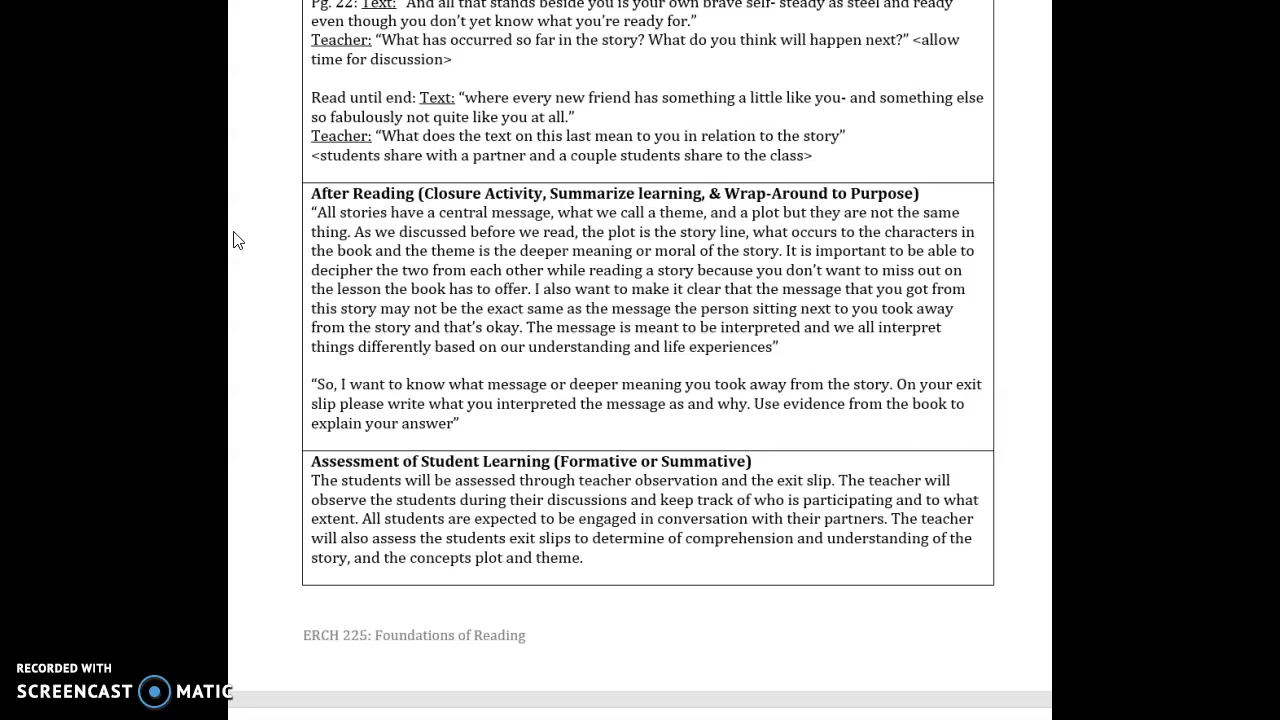 Pg. 22: Text: “And all that stands beside you is your own brave self- steady as steel and ready
even though you don’t yet know what you’re ready for.”
Teacher: “What has occurred so far in the story? What do you think will happen next?” <allow
time for discussion>
Read until end: Text: “where every new friend has something a little like you- and something else
so fabulously not quite like you at all.”
Teacher: “What does the text on this last mean to you in relation to the story”
<students share with a partner and a couple students share to the class>
After Reading (Closure Activity, Summarize learning, & Wrap-Around to Purpose)
“All stories have a central message, what we call a theme, and a plot but they are not the same
thing. As we discussed before we read, the plot is the story line, what occurs to the characters in
the book and the theme is the deeper meaning or moral of the story. It is important to be able to
decipher the two from each other while reading a story because you don’t want to miss out on
the lesson the book has to offer. I also want to make it clear that the message that you got from
this story may not be the exact same as the message the person sitting next to you took away
from the story and that’s okay. The message is meant to be interpreted and we all interpret
things differently based on our understanding and life experiences”
“So, I want to know what message or deeper meaning you took away from the story. On your exit
slip please write what you interpreted the message as and why. Use evidence from the book to
explain your answer”
Assessment of Student Learning (Formative or Summative)
The students will be assessed through teacher observation and the exit slip. The teacher will
observe the students during their discussions and keep track of who is participating and to what
extent. All students are expected to be engaged in conversation with their partners. The teacher
will also assess the students exit slips to determine of comprehension and understanding of the
story, and the concepts plot and theme.
ERCH 225: Foundations of Reading
RECORDED WITH
SCREENCAST MATIC